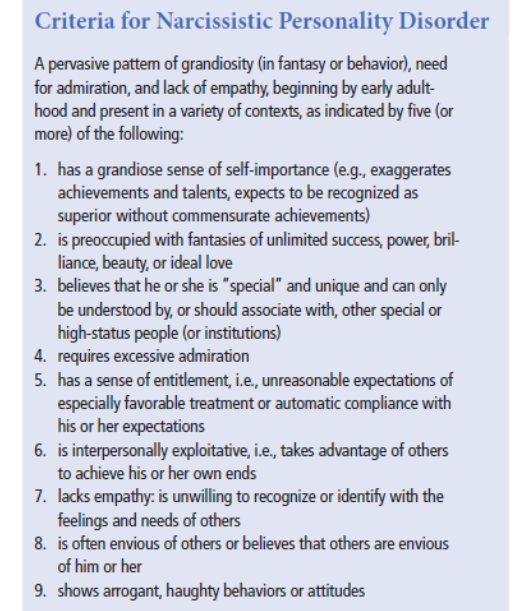 Criteria for Narcissistic Personality Disorder
A pervasive pattern of grandiosity (in fantasy or behavior), need
for admiration, and lack of empathy, beginning by early adult-
hood and present in a variety of contexts, as indicated by five (or
more) of the following:
1. has a grandiose sense of self-importance (e.g., exaggerates
achievements and talents, expects to be recognized as
superior without commensurate achievements)
2. is preoccupied with fantasies of unlimited success, power, bril-
liance, beauty, or ideal love
3. believes that he or she is "special" and unique and can only
be understood by, or should associate with, other special or
high-status people (or institutions)
4. requires excessive admiration
5. has a sense of entitlement, i.e., unreasonable expectations of
especially favorable treatment or automatic compliance with
his or her expectations
6. is interpersonally exploitative, i.e., takes advantage of others
to achieve his or her own ends
7. lacks empathy: is unwilling to recognize or identify with the
feelings and needs of others
8. is often envious of others or believes that others are envious
of him or her
9. shows arrogant, haughty behaviors or attitudes